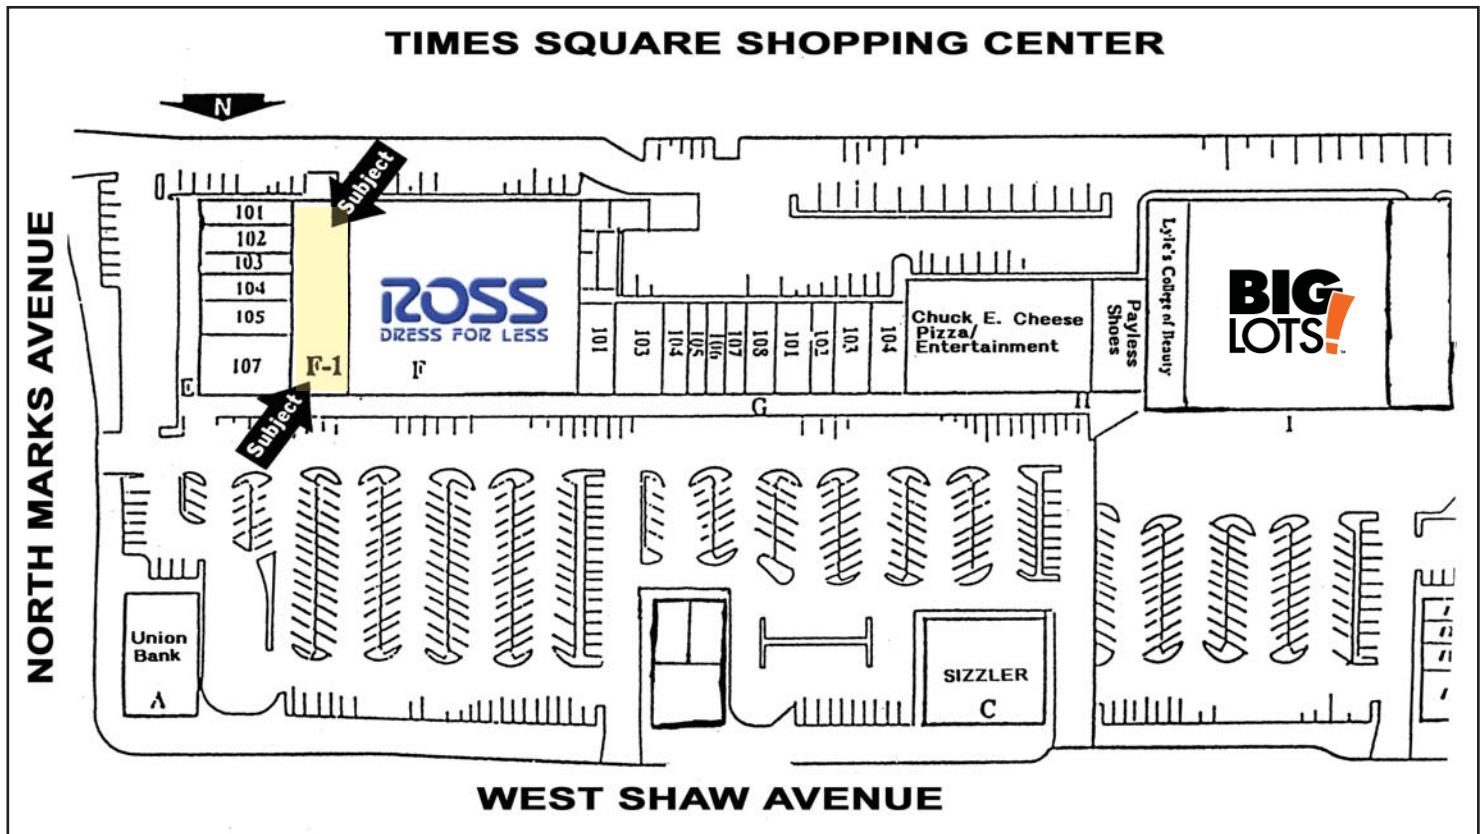 TIMES SQUARE SHOPPING CENTER
N
NORTH MARKS AVENUE
Subject
101
102
103
104
105
107
E
F-1
Subject
ROSS
DRESS FOR LESS
F
101
103
104
105
106
107
108
101
102
103
104
G
Chuck E. Cheese
Pizza/
Entertainment
Payless
Shoes
H
Lyle's College of Beauty
BIG
LOTS!
I
Union
Bank
A
SIZZLER
C
WEST SHAW AVENUE